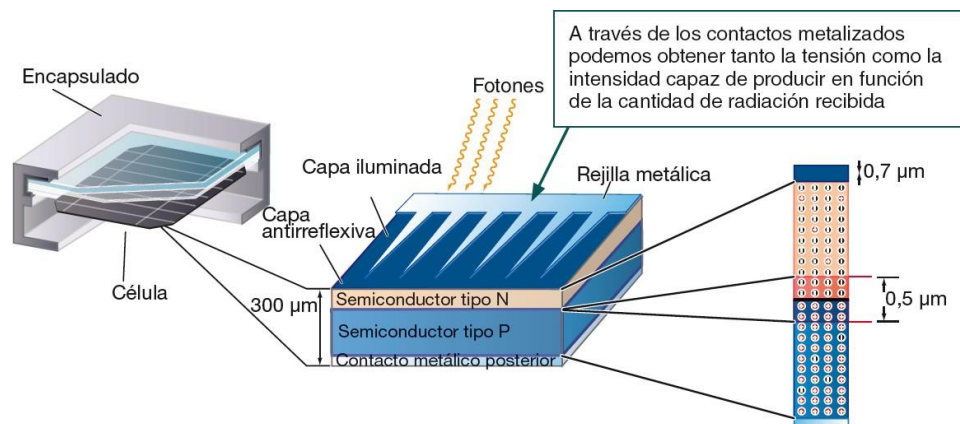 A través de los contactos metalizados
podemos obtener tanto la tensión como la
intensidad capaz de producir en función
de la cantidad de radiación recibida
Encapsulado
Fotones
Capa iluminada
Rejilla metálica
0,7 µm
Capa
antirreflexiva
Célula
300 µm
Semiconductor tipo N
0,5 µm
Semiconductor tipo P
Contacto metálico posterior